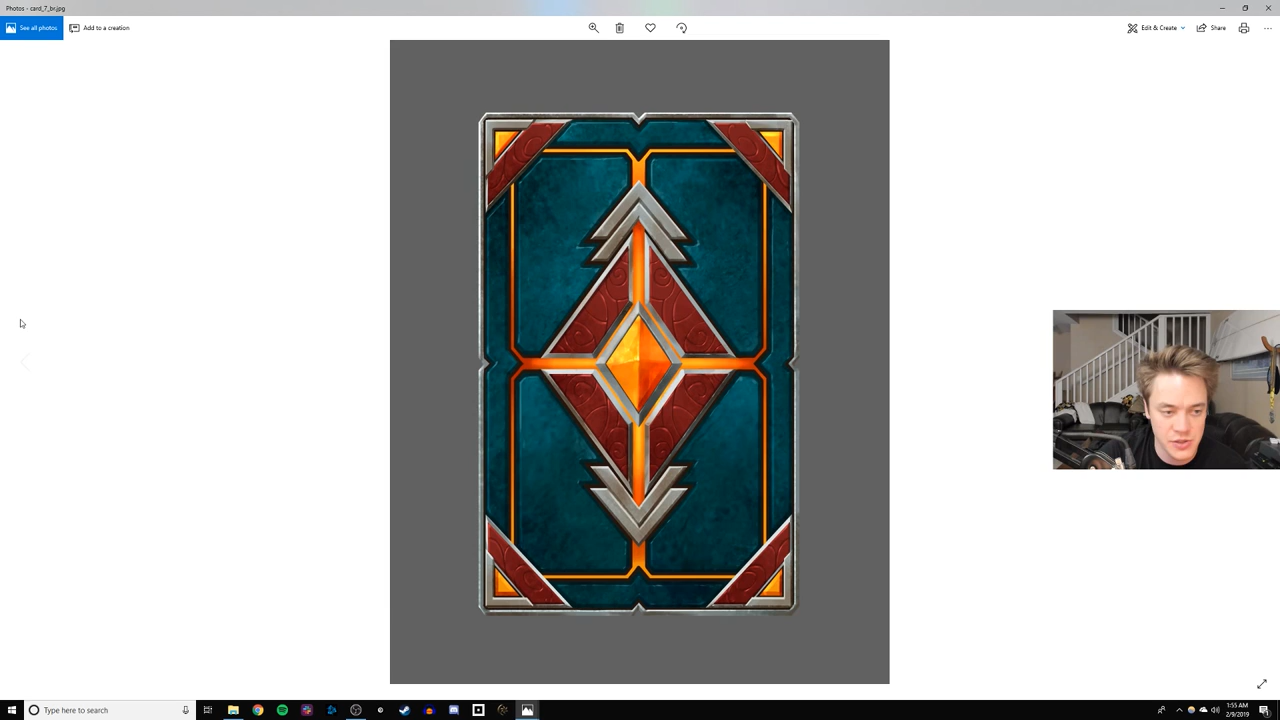 Photos - card_7_br.jpg
See all photos
Add to a creation
Edit & Create
Share
Type here to search
1:55 AM
2/9/2019